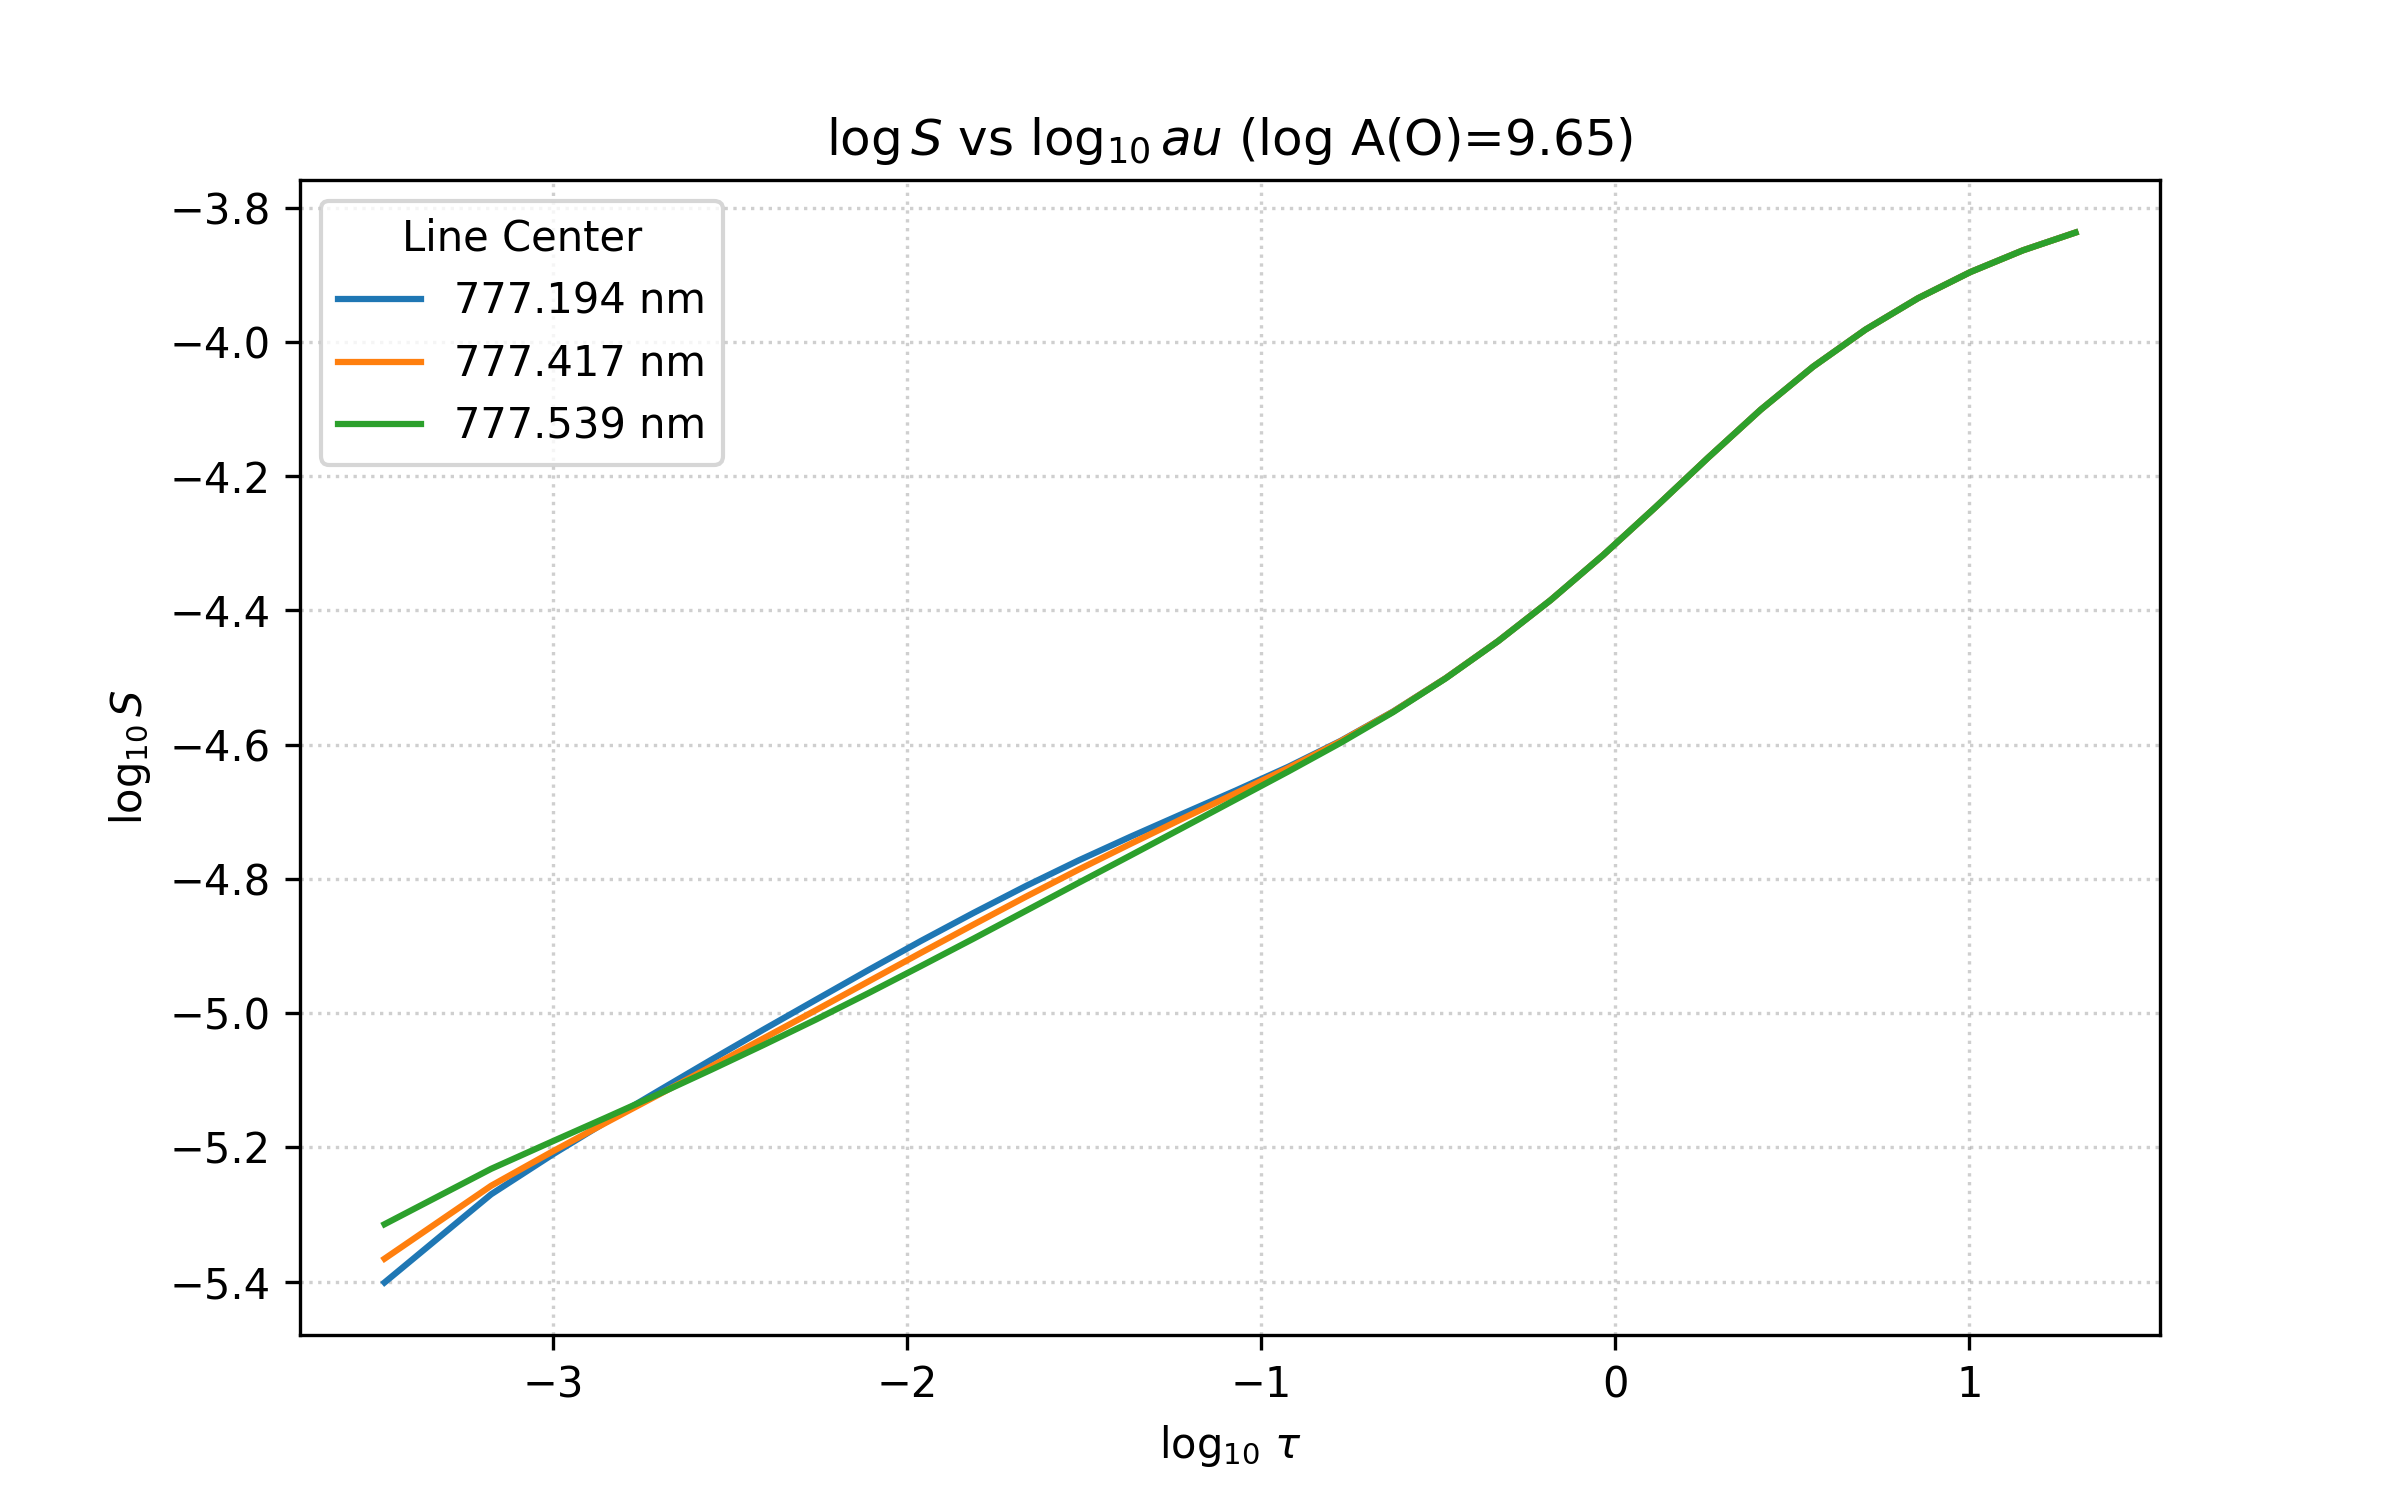 log S vs log₁₀ au (log A(O)=9.65)
Line Center
777.194 nm
777.417 nm
777.539 nm
log₁₀ S
−3.8
−4.0
−4.2
−4.4
−4.6
−4.8
−5.0
−5.2
−5.4
−3
−2
−1
0
1
log₁₀ τ